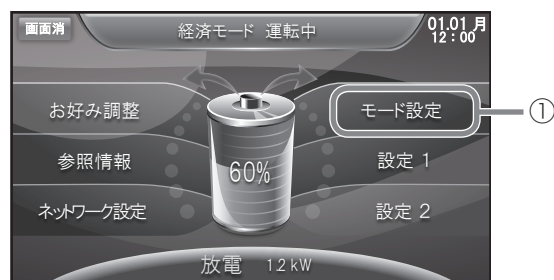 画面消
経済モード 運転中
01.01 月
12：00
お好み調整
モード設定
①
参照情報
60%
設定 1
ネットワーク設定
設定 2
放電 1.2 kW